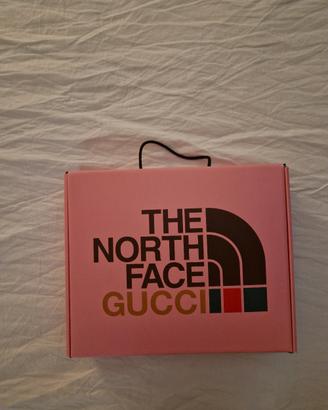 THE
NORTH
FACE
GUCCI